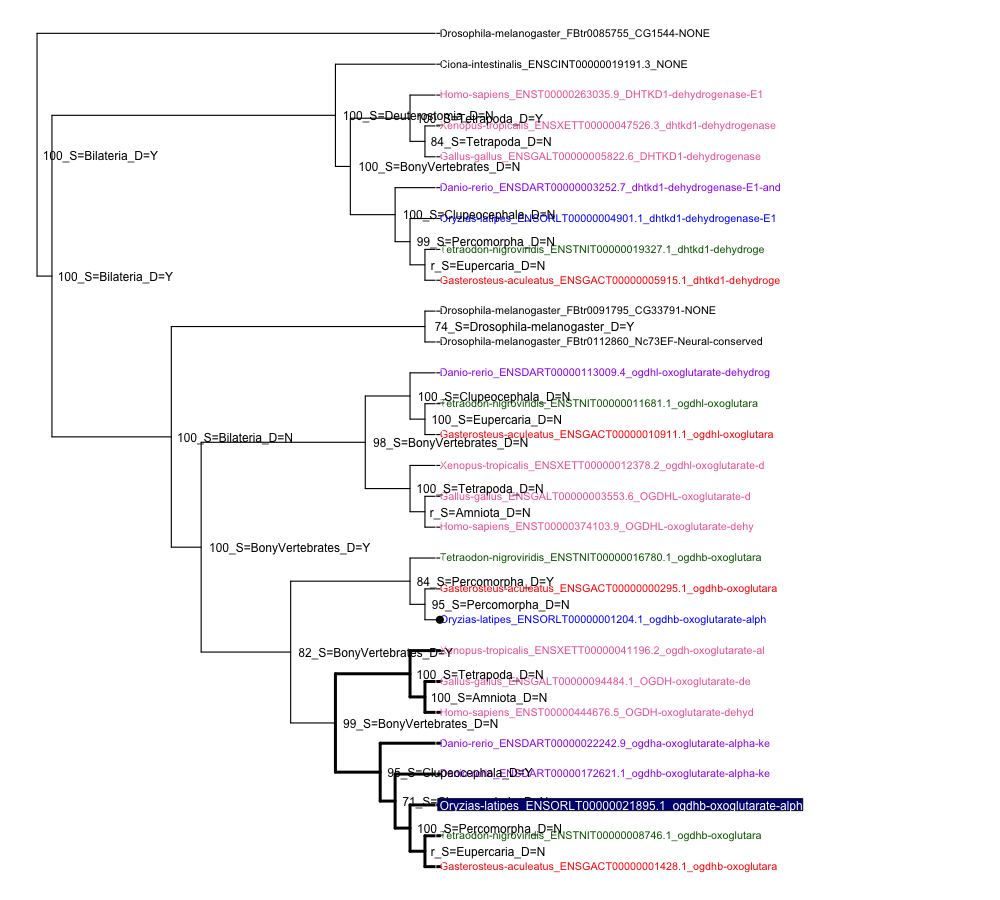 Drosophila-melanogaster_FBtr0085755_CG1544-NONE
Ciona-intestinalis_ENSCINT00000019191.3_NONE
Homo-sapiens_ENST00000263035.9_DHTKD1-dehydrogenase-E1
100_S=Deuterostomia_D=N
100_S=Tetrapoda_D=Y
Xenopus-tropicalis_ENSXETT00000047526.3_dhtkd1-dehydrogenase
84_S=Tetrapoda_D=N
100_S=Bilateria_D=Y
Gallus-gallus_ENSGALT00000005822.6_DHTKD1-dehydrogenase
100_S=BonyVertebrates_D=N
Danio-rerio_ENSDART00000003252.7_dhtkd1-dehydrogenase-E1-and
100_S=Clupeocephala_D=N
Oryzias-latipes_ENSORLT00000004901.1_dhtkd1-dehydrogenase-E1
99_S=Percomorpha_D=N
Tetraodon-nigroviridis_ENSTNIT00000019327.1_dhtkd1-dehydroge
r_S=Eupercaria_D=N
100_S=Bilateria_D=Y
Gasterosteus-aculeatus_ENSGACT00000005915.1_dhtkd1-dehydroge
Drosophila-melanogaster_FBtr0091795_CG33791-NONE
74_S=Drosophila-melanogaster_D=Y
Drosophila-melanogaster_FBtr0112860_Nc73EF-Neural-conserved
Danio-rerio_ENSDART00000113009.4_ogdhl-oxoglutarate-dehydrog
100_S=Clupeocephala_D=N
Tetraodon-nigroviridis_ENSTNIT00000011681.1_ogdhl-oxoglutara
100_S=Eupercaria_D=N
Gasterosteus-aculeatus_ENSGACT00000010911.1_ogdhl-oxoglutara
100_S=Bilateria_D=N
98_S=BonyVertebrates_D=N
Xenopus-tropicalis_ENSXETT00000012378.2_ogdhl-oxoglutarate-d
100_S=Tetrapoda_D=N
Gallus-gallus_ENSGALT00000003553.6_OGDHL-oxoglutarate-d
r_S=Amniota_D=N
Homo-sapiens_ENST00000374103.9_OGDHL-oxoglutarate-dehy
100_S=BonyVertebrates_D=Y
Tetraodon-nigroviridis_ENSTNIT00000016780.1_ogdhb-oxoglutara
84_S=Percomorpha_D=Y
Gasterosteus-aculeatus_ENSGACT00000000295.1_ogdhb-oxoglutara
95_S=Percomorpha_D=N
Oryzias-latipes_ENSORLT00000001204.1_ogdhb-oxoglutarate-alph
82_S=BonyVertebrates_D=Y
Xenopus-tropicalis_ENSXETT00000041196.2_ogdh-oxoglutarate-al
100_S=Tetrapoda_D=N
Gallus-gallus_ENSGALT00000094484.1_OGDH-oxoglutarate-de
100_S=Amniota_D=N
Homo-sapiens_ENST00000444676.5_OGDH-oxoglutarate-dehyd
99_S=BonyVertebrates_D=N
Danio-rerio_ENSDART00000022242.9_ogdha-oxoglutarate-alpha-ke
95_S=Clupeocephala_D=Y
Danio-rerio_ENSDART00000172621.1_ogdhb-oxoglutarate-alpha-ke
Oryzias-latipes_ENSORLT00000021895.1_ogdhb-oxoglutarate-alph
100_S=Percomorpha_D=N
Tetraodon-nigroviridis_ENSTNIT00000008746.1_ogdhb-oxoglutara
r_S=Eupercaria_D=N
Gasterosteus-aculeatus_ENSGACT00000001428.1_ogdhb-oxoglutara